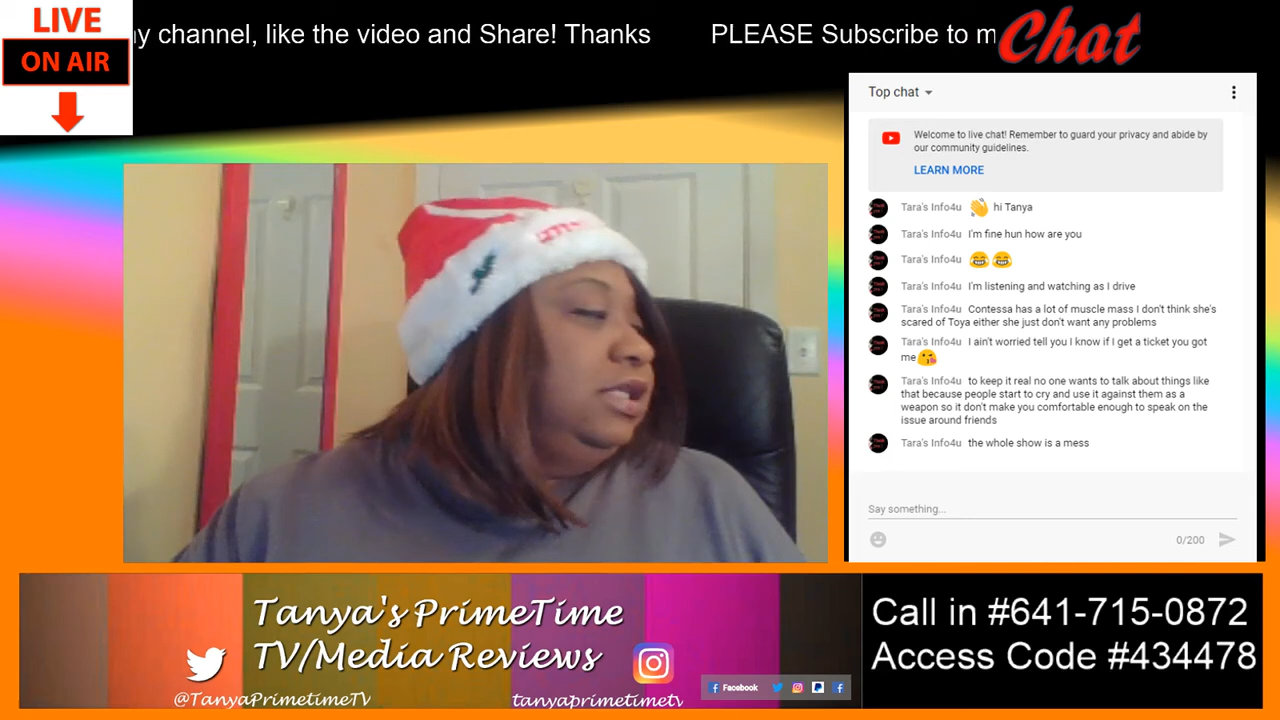 LIVE
ON AIR
my channel, like the video and Share! Thanks PLEASE Subscribe to m
Chat
Top chat
Welcome to live chat! Remember to guard your privacy and abide by
our community guidelines.
LEARN MORE
Tara's Info4u 👋 hi Tanya
Tara's Info4u I'm fine hun how are you
Tara's Info4u 😂 😂
Tara's Info4u I'm listening and watching as I drive
Tara's Info4u Contessa has a lot of muscle mass I don't think she's
scared of Toya either she just don't want any problems
Tara's Info4u I ain't worried tell you I know if I get a ticket you got
me😘
Tara's Info4u to keep it real no one wants to talk about things like
that because people start to cry and use it against them as a
weapon so it don't make you comfortable enough to speak on the
issue around friends
Tara's Info4u the whole show is a mess
Say something...
0/200
Tanya's PrimeTime
TV/Media Reviews
@TanyaPrimetimeTV
tanyaprimetimetv
Facebook
Call in #641-715-0872
Access Code #434478